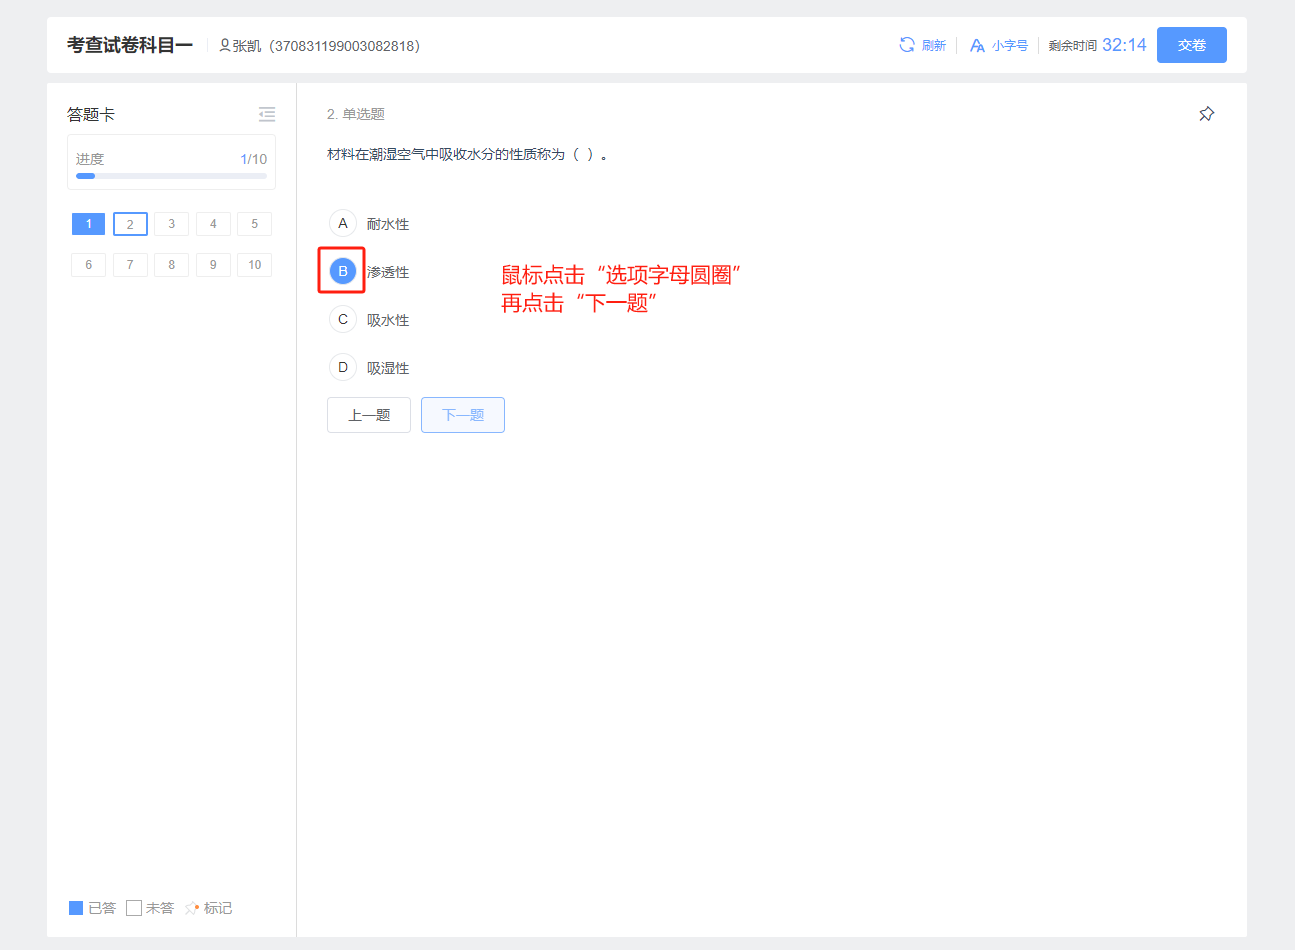 考查试卷科目一
张凯（370831199003082818）
刷新
小字号
剩余时间 32:14
交卷
答题卡
进度
1/10
1 2 3 4 5
6 7 8 9 10
已答 未答 标记
2. 单选题
材料在潮湿空气中吸收水分的性质称为（ ）。
A 耐水性
B 渗透性
C 吸水性
D 吸湿性
鼠标点击“选项字母圆圈”
再点击“下一题”
上一题 下一题